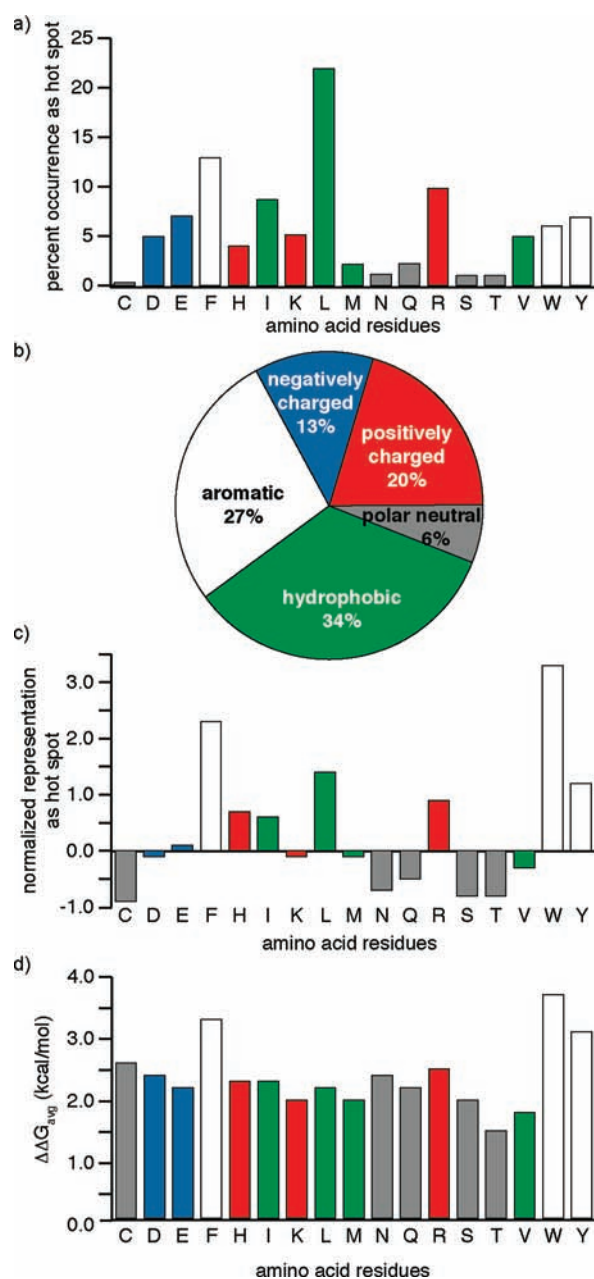 a)
percent occurrence as hot spot
25
20
15
10
5
0
C D E F H I K L M N Q R S T V W Y
amino acid residues
b)
negatively
charged
13%
positively
charged
20%
aromatic
27%
polar neutral
6%
hydrophobic
34%
c)
normalized representation
as hot spot
3.0
2.0
1.0
0.0
-1.0
C D E F H I K L M N Q R S T V W Y
amino acid residues
d)
ΔΔGavg (kcal/mol)
4.0
3.0
2.0
1.0
0.0
C D E F H I K L M N Q R S T V W Y
amino acid residues